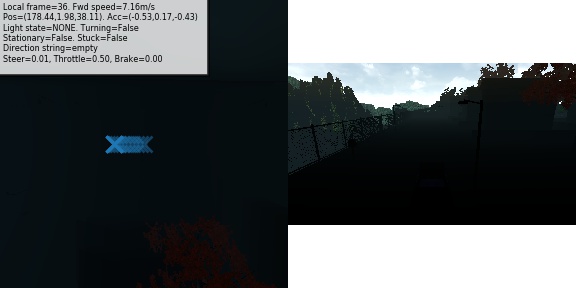 Local frame=36. Fwd speed=7.16m/s
Pos=(178.44,1.98,38.11). Acc=(-0.53,0.17,-0.43)
Light state=NONE. Turning=False
Stationary=False. Stuck=False
Direction string=empty
Steer=0.01, Throttle=0.50, Brake=0.00